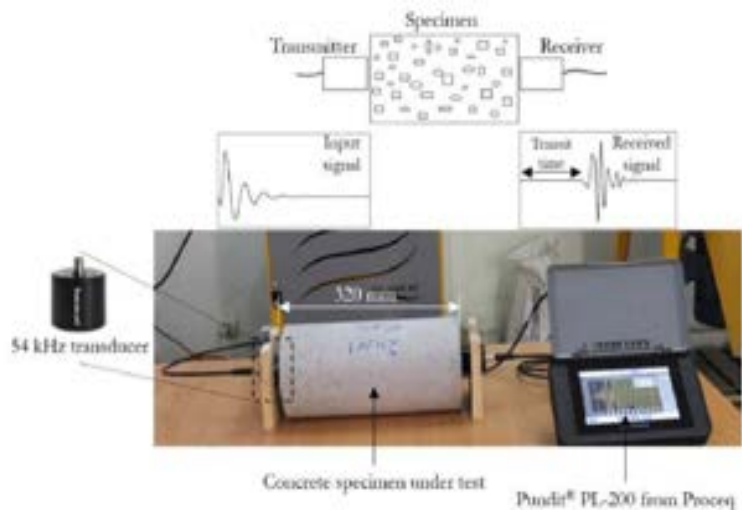 Specimen
Transmitter
Receiver
Input
signal
Transit
time
Received
signal
320 mm
54 kHz transducer
Concrete specimen under test
Pundit® PL-200 from Proceq